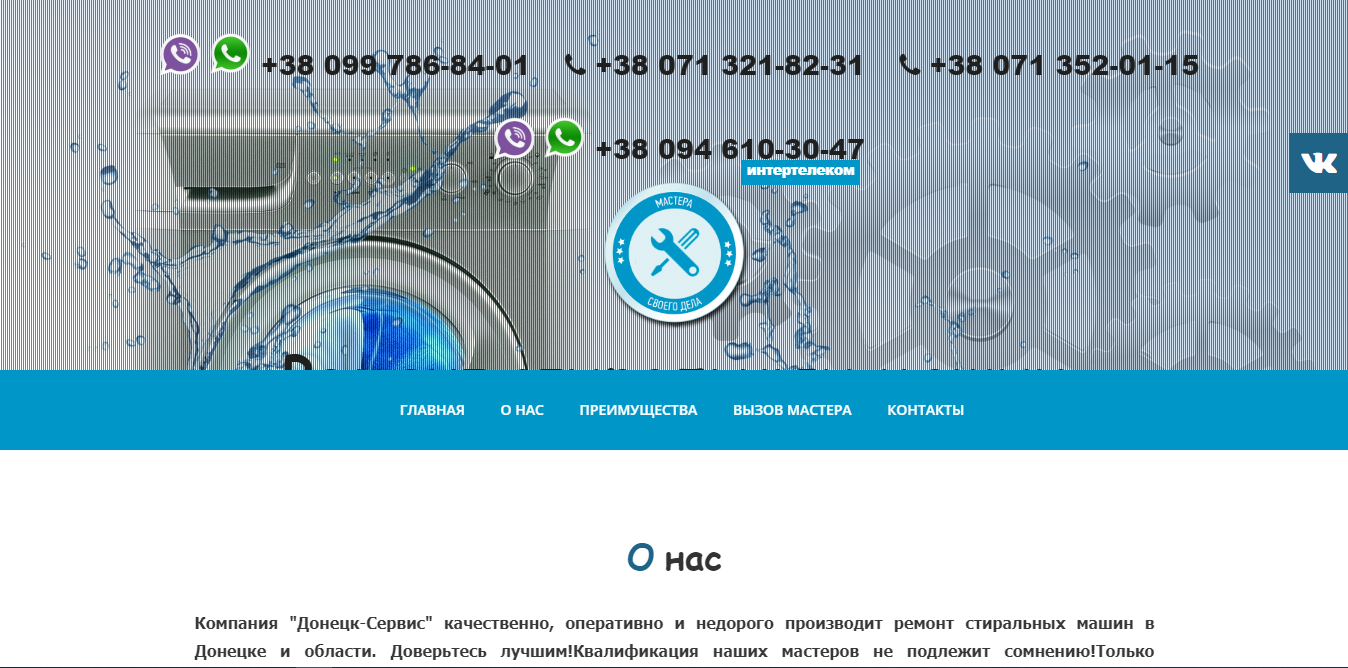 +38 099 786-84-01 +38 071 321-82-31 +38 071 352-01-15
+38 094 610-30-47
интертелеком
МАСТЕРА
СВОЕГО ДЕЛА
ГЛАВНАЯ О НАС ПРЕИМУЩЕСТВА ВЫЗОВ МАСТЕРА КОНТАКТЫ
О нас
Компания "Донецк-Сервис" качественно, оперативно и недорого производит ремонт стиральных машин в
Донецке и области. Доверьтесь лучшим!Квалификация наших мастеров не подлежит сомнению!Только